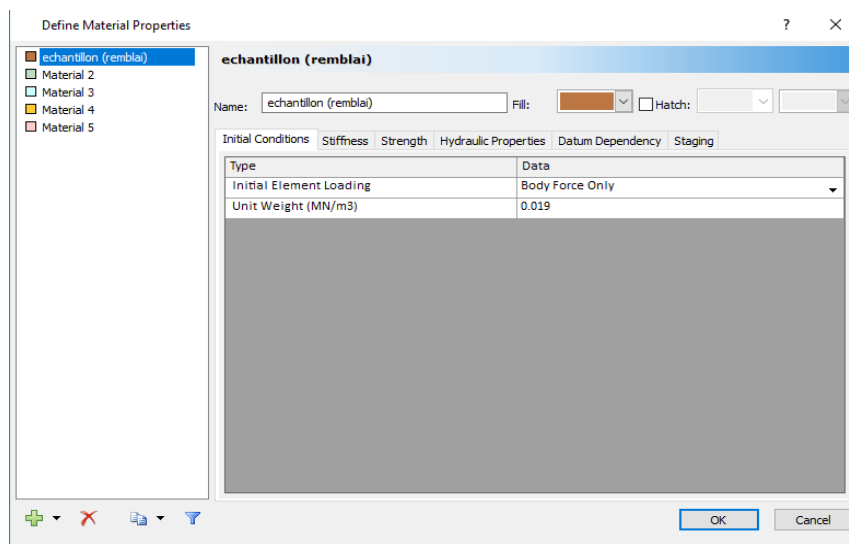 Define Material Properties
?
echantillon (remblai)
Material 2
Material 3
Material 4
Material 5
echantillon (remblai)
Name: echantillon (remblai) Fill: Hatch:
Initial Conditions Stiffness Strength Hydraulic Properties Datum Dependency Staging
Type Data
Initial Element Loading Body Force Only
Unit Weight (MN/m3) 0.019
OK Cancel